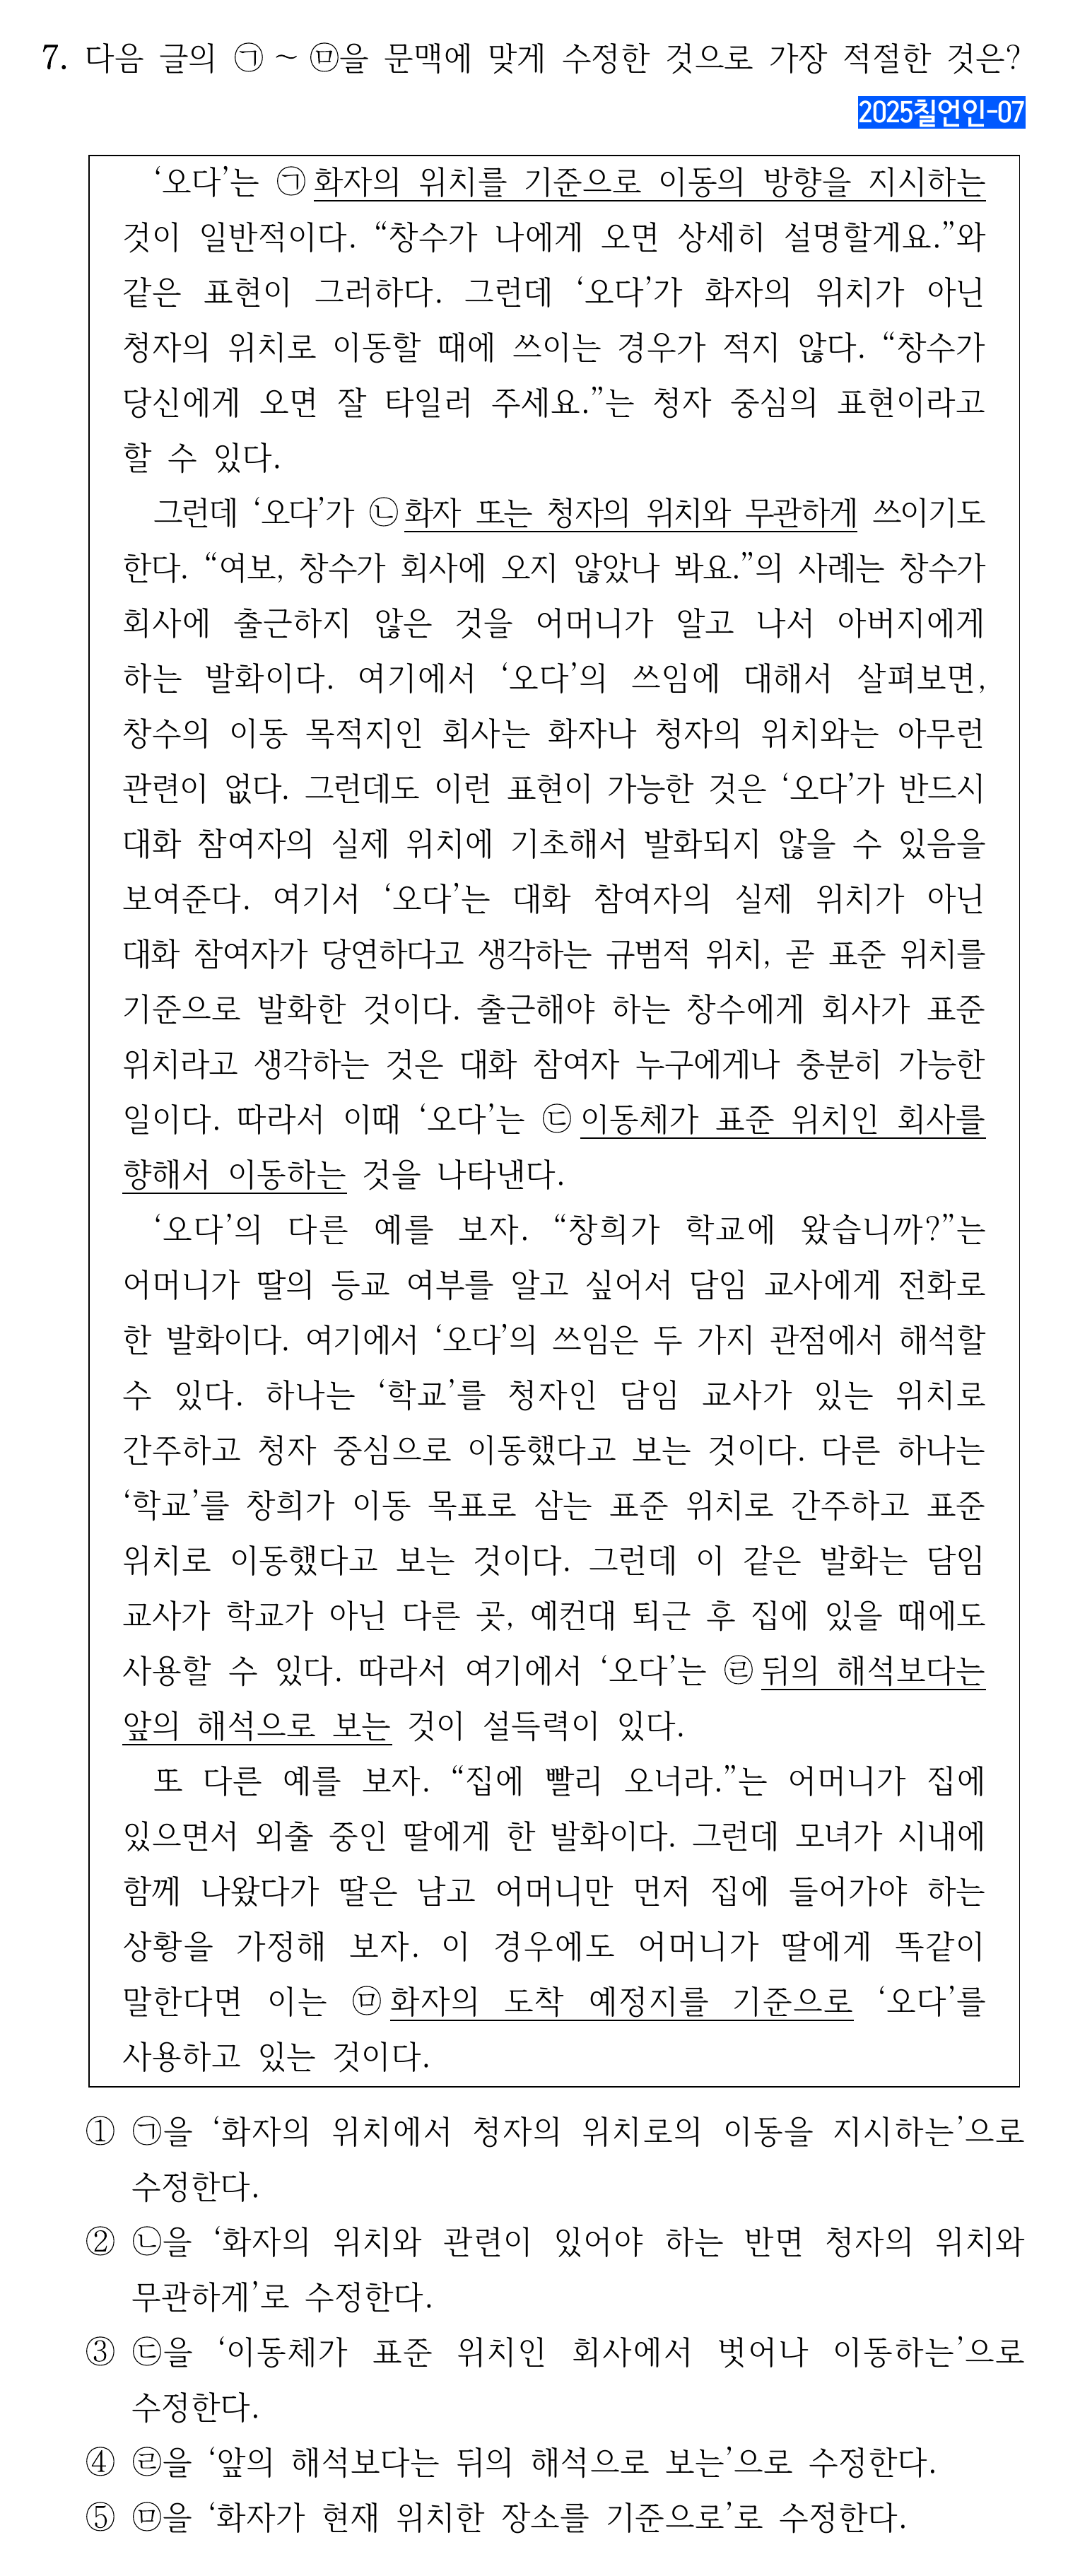 7. 다음 글의 ㉠ ~ ㉤을 문맥에 맞게 수정한 것으로 가장 적절한 것은?
2025칠언인-07
‘오다’는 ㉠화자의 위치를 기준으로 이동의 방향을 지시하는
것이 일반적이다. “창수가 나에게 오면 상세히 설명할게요.”와
같은 표현이 그러하다. 그런데 ‘오다’가 화자의 위치가 아닌
청자의 위치로 이동할 때에 쓰이는 경우가 적지 않다. “창수가
당신에게 오면 잘 타일러 주세요.”는 청자 중심의 표현이라고
할 수 있다.
그런데 ‘오다’가 ㉡화자 또는 청자의 위치와 무관하게 쓰이기도
한다. “여보, 창수가 회사에 오지 않았나 봐요.”의 사례는 창수가
회사에 출근하지 않은 것을 어머니가 알고 나서 아버지에게
하는 발화이다. 여기에서 ‘오다’의 쓰임에 대해서 살펴보면,
창수의 이동 목적지인 회사는 화자나 청자의 위치와는 아무런
관련이 없다. 그런데도 이런 표현이 가능한 것은 ‘오다’가 반드시
대화 참여자의 실제 위치에 기초해서 발화되지 않을 수 있음을
보여준다. 여기서 ‘오다’는 대화 참여자의 실제 위치가 아닌
대화 참여자가 당연하다고 생각하는 규범적 위치, 곧 표준 위치를
기준으로 발화한 것이다. 출근해야 하는 창수에게 회사가 표준
위치라고 생각하는 것은 대화 참여자 누구에게나 충분히 가능한
일이다. 따라서 이때 ‘오다’는 ㉢이동체가 표준 위치인 회사를
향해서 이동하는 것을 나타낸다.
‘오다’의 다른 예를 보자. “창희가 학교에 왔습니까?”는
어머니가 딸의 등교 여부를 알고 싶어서 담임 교사에게 전화로
한 발화이다. 여기에서 ‘오다’의 쓰임은 두 가지 관점에서 해석할
수 있다. 하나는 ‘학교’를 청자인 담임 교사가 있는 위치로
간주하고 청자 중심으로 이동했다고 보는 것이다. 다른 하나는
‘학교’를 창희가 이동 목표로 삼는 표준 위치로 간주하고 표준
위치로 이동했다고 보는 것이다. 그런데 이 같은 발화는 담임
교사가 학교가 아닌 다른 곳, 예컨대 퇴근 후 집에 있을 때에도
사용할 수 있다. 따라서 여기에서 ‘오다’는 ㉣뒤의 해석보다는
앞의 해석으로 보는 것이 설득력이 있다.
또 다른 예를 보자. “집에 빨리 오너라.”는 어머니가 집에
있으면서 외출 중인 딸에게 한 발화이다. 그런데 모녀가 시내에
함께 나왔다가 딸은 남고 어머니만 먼저 집에 들어가야 하는
상황을 가정해 보자. 이 경우에도 어머니가 딸에게 똑같이
말한다면 이는 ㉤화자의 도착 예정지를 기준으로 ‘오다’를
사용하고 있는 것이다.
① ㉠을 ‘화자의 위치에서 청자의 위치로의 이동을 지시하는’으로
수정한다.
② ㉡을 ‘화자의 위치와 관련이 있어야 하는 반면 청자의 위치와
무관하게’로 수정한다.
③ ㉢을 ‘이동체가 표준 위치인 회사에서 벗어나 이동하는’으로
수정한다.
④ ㉣을 ‘앞의 해석보다는 뒤의 해석으로 보는’으로 수정한다.
⑤ ㉤을 ‘화자가 현재 위치한 장소를 기준으로’로 수정한다.